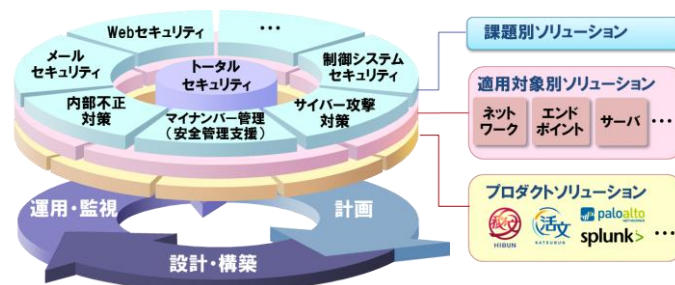 Webセキュリティ
…
メール
セキュリティ
トータル
セキュリティ
制御システム
セキュリティ
内部不正
対策
マイナンバー管理
(安全管理支援)
サイバー攻撃
対策
運用・監視
計画
設計・構築
課題別ソリューション
適用対象別ソリューション
ネット
ワーク
エンド
ポイント
サーバ
…
プロダクトソリューション
秘文
HIBUN
活文
KATSUBUN
paloalto
NETWORKS
splunk>
…